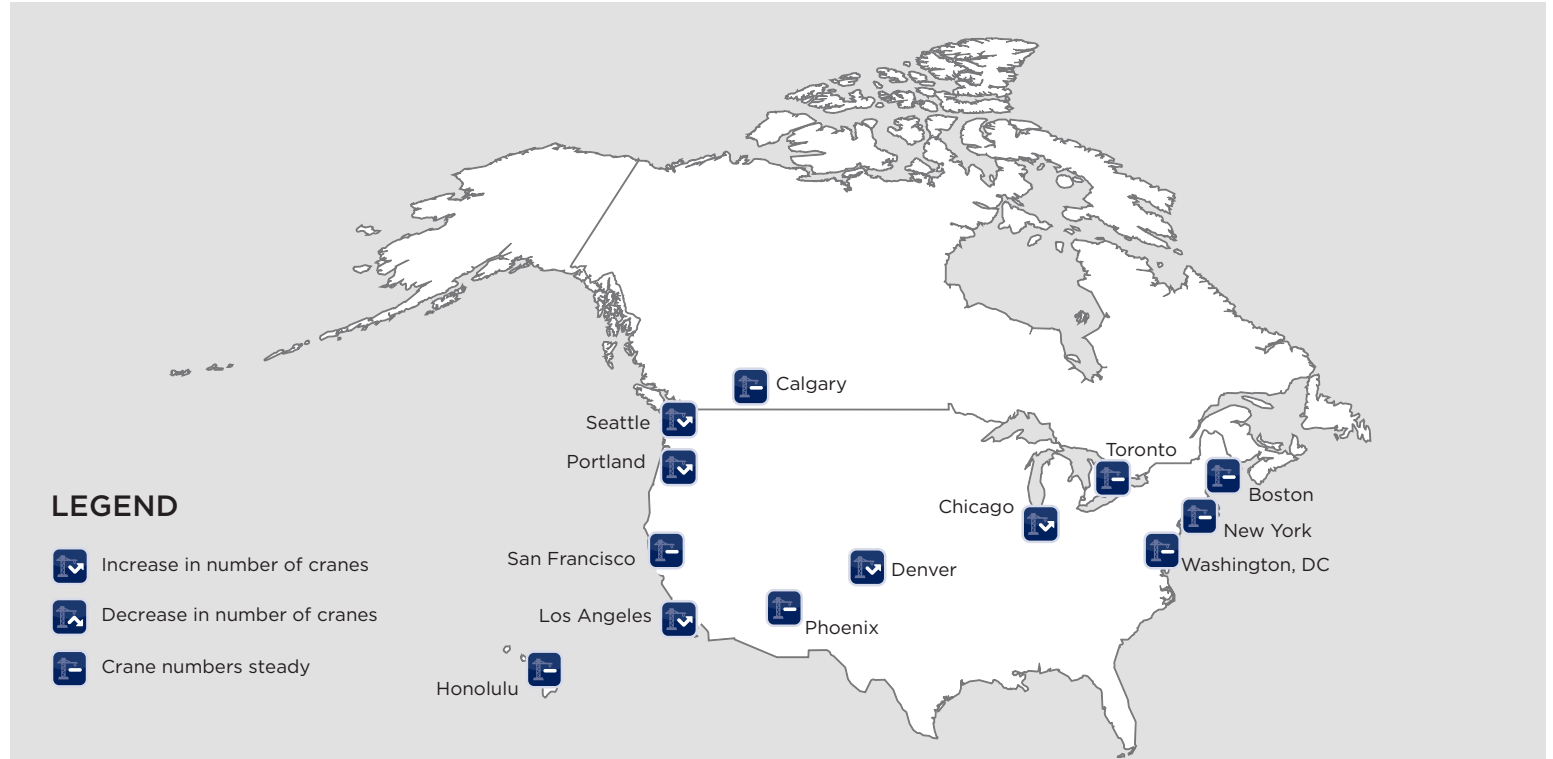 Calgary
Seattle
Portland
Toronto
LEGEND
Boston
Chicago
New York
Increase in number of cranes
San Francisco
Denver
Washington, DC
Decrease in number of cranes
Los Angeles
Phoenix
Crane numbers steady
Honolulu